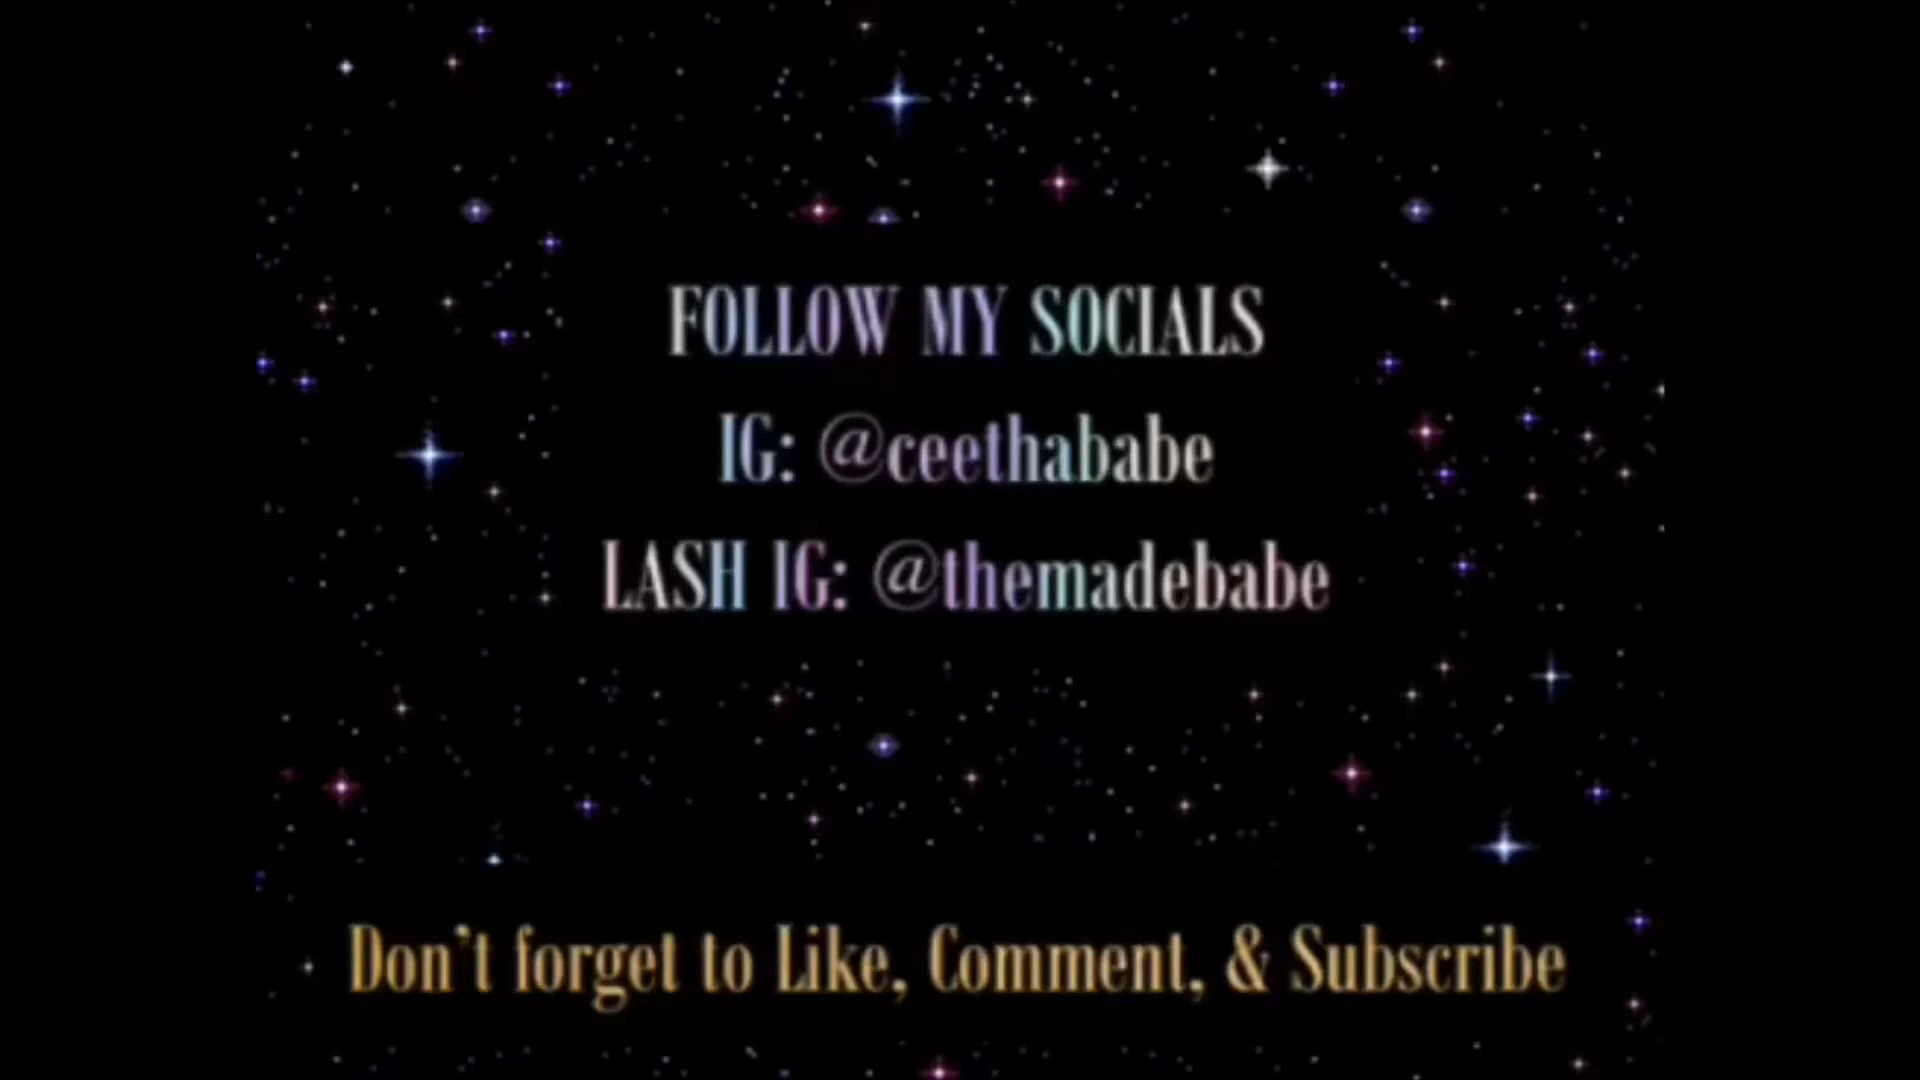 FOLLOW MY SOCIALS
IG: @ceethababe
LASH IG: @themadebabe
Don't forget to Like, Comment, & Subscribe